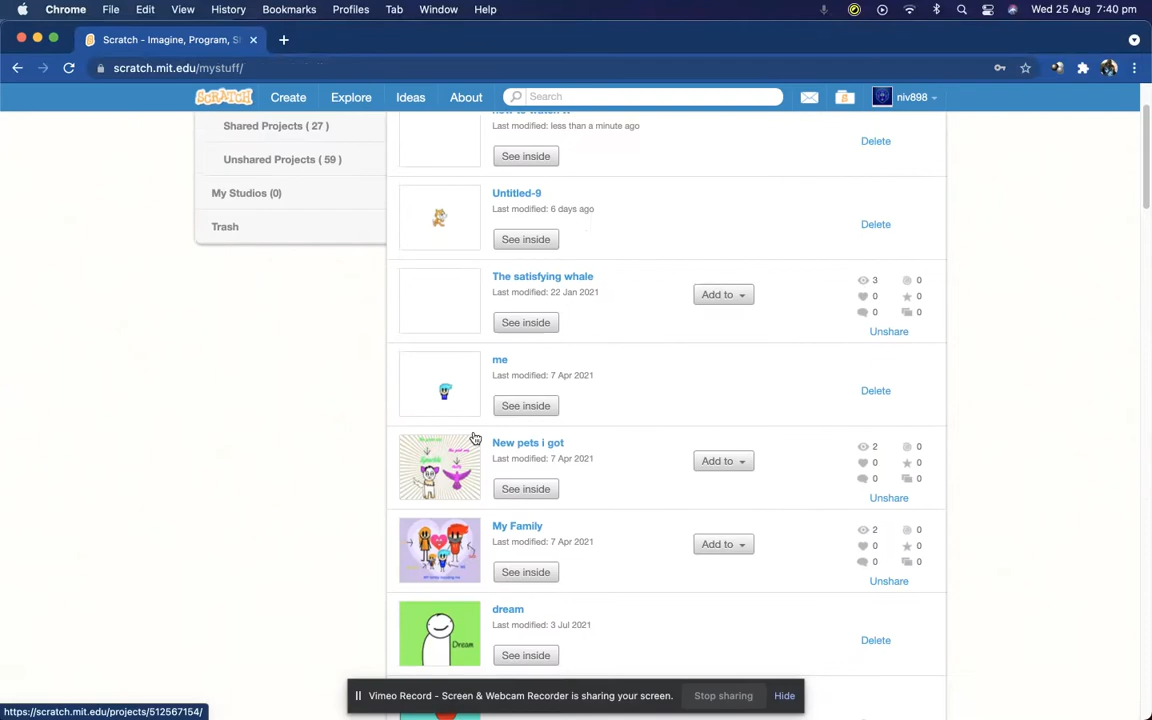 Chrome File Edit View History Bookmarks Profiles Tab Window Help Wed 25 Aug 7:40 pm
Scratch - Imagine, Program, S
scratch.mit.edu/mystuff/
SCRATCH Create Explore Ideas About Search niv898
Shared Projects ( 27 )
Unshared Projects ( 59 )
My Studios (0)
Trash
Last modified: less than a minute ago
See inside
Delete
Untitled-9
Last modified: 6 days ago
See inside
Delete
The satisfying whale
Last modified: 22 Jan 2021
See inside
Add to
3 0
0 0
0 0
Unshare
me
Last modified: 7 Apr 2021
See inside
Delete
New pets i got
Last modified: 7 Apr 2021
See inside
Add to
2 0
0 0
0 0
Unshare
My Family
Last modified: 7 Apr 2021
See inside
Add to
2 0
0 0
0 0
Unshare
Dream
dream
Last modified: 3 Jul 2021
See inside
Delete
Vimeo Record - Screen & Webcam Recorder is sharing your screen. Stop sharing Hide
https://scratch.mit.edu/projects/512567154/